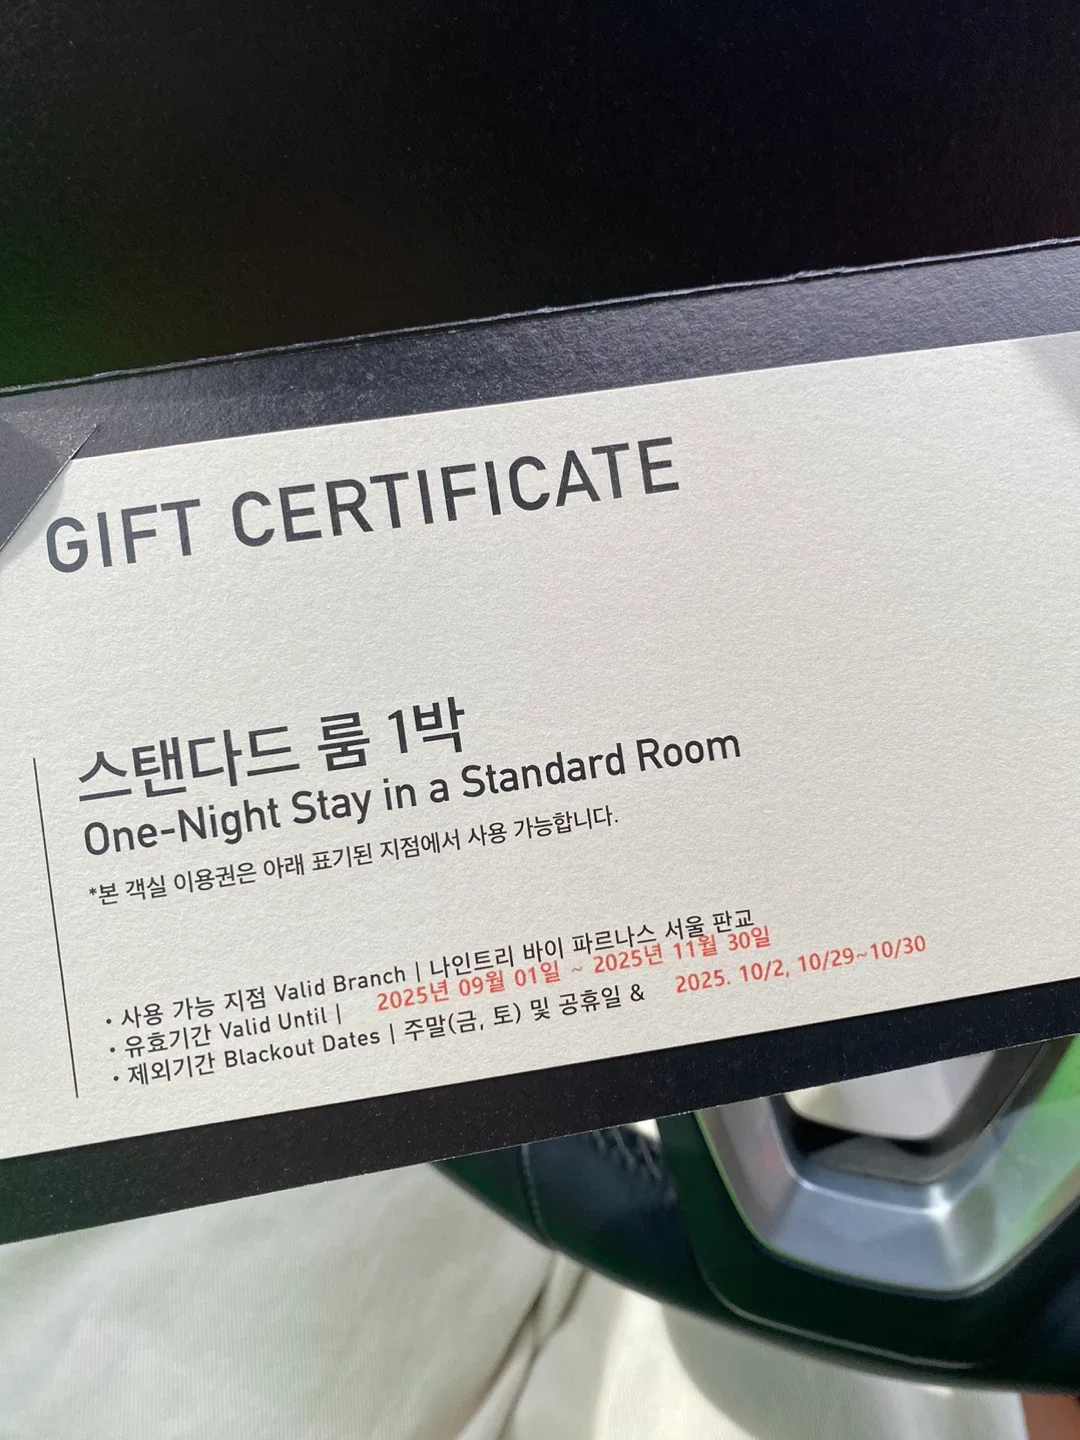 GIFT CERTIFICATE
스탠다드 룸 1박
One-Night Stay in a Standard Room
*본 객실 이용권은 아래 표기된 지점에서 사용 가능합니다.
• 사용 가능 지점 Valid Branch | 나인트리 바이 파르나스 서울 판교
• 유효기간 Valid Until | 2025년 09월 01일 ~ 2025년 11월 30일
• 제외기간 Blackout Dates | 주말(금, 토) 및 공휴일 & 2025. 10/2, 10/29~10/30